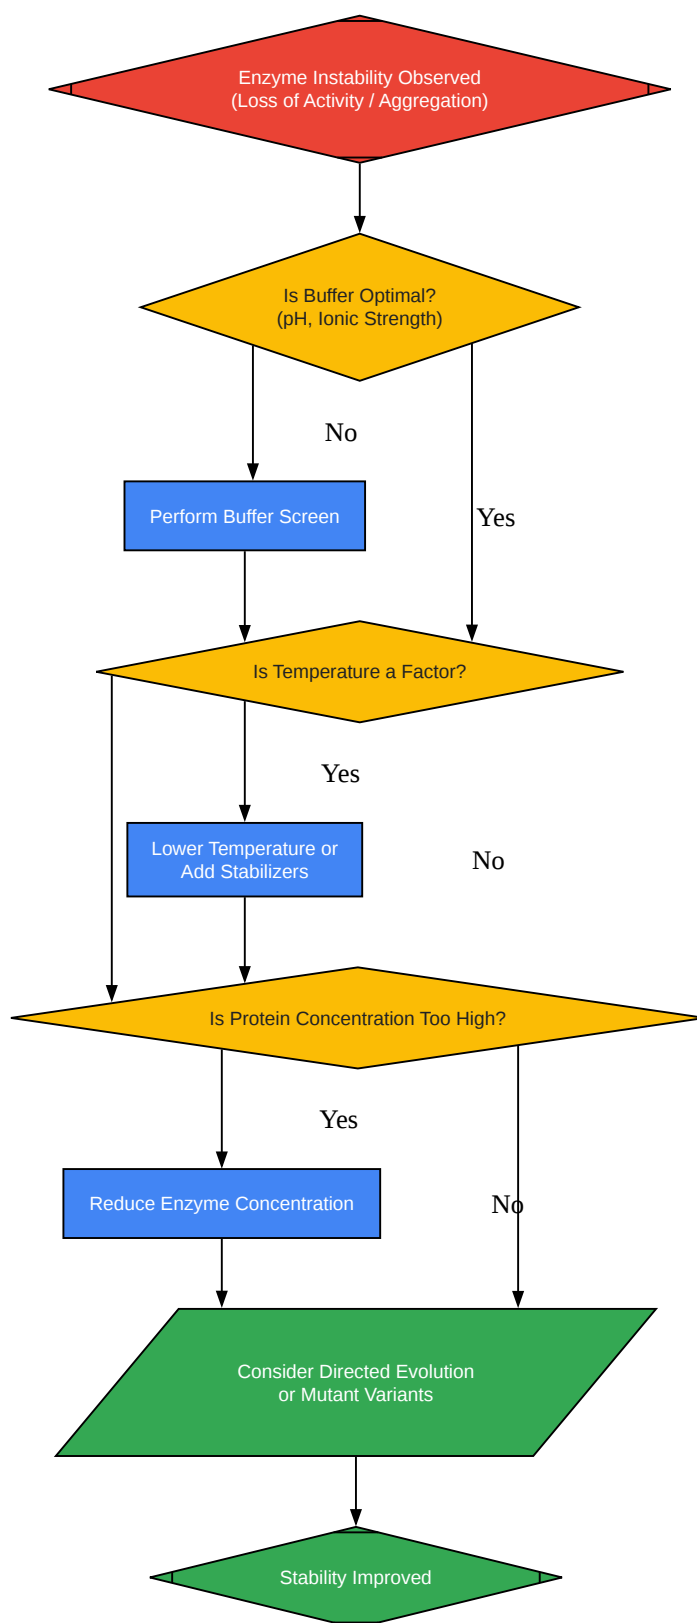 Enzyme Instability Observed
(Loss of Activity / Aggregation)
Is Buffer Optimal?
(pH, Ionic Strength)
No
Perform Buffer Screen
Yes
Is Temperature a Factor?
Yes
Lower Temperature or
Add Stabilizers
No
Is Protein Concentration Too High?
Yes
Reduce Enzyme Concentration
No
Consider Directed Evolution
or Mutant Variants
Stability Improved